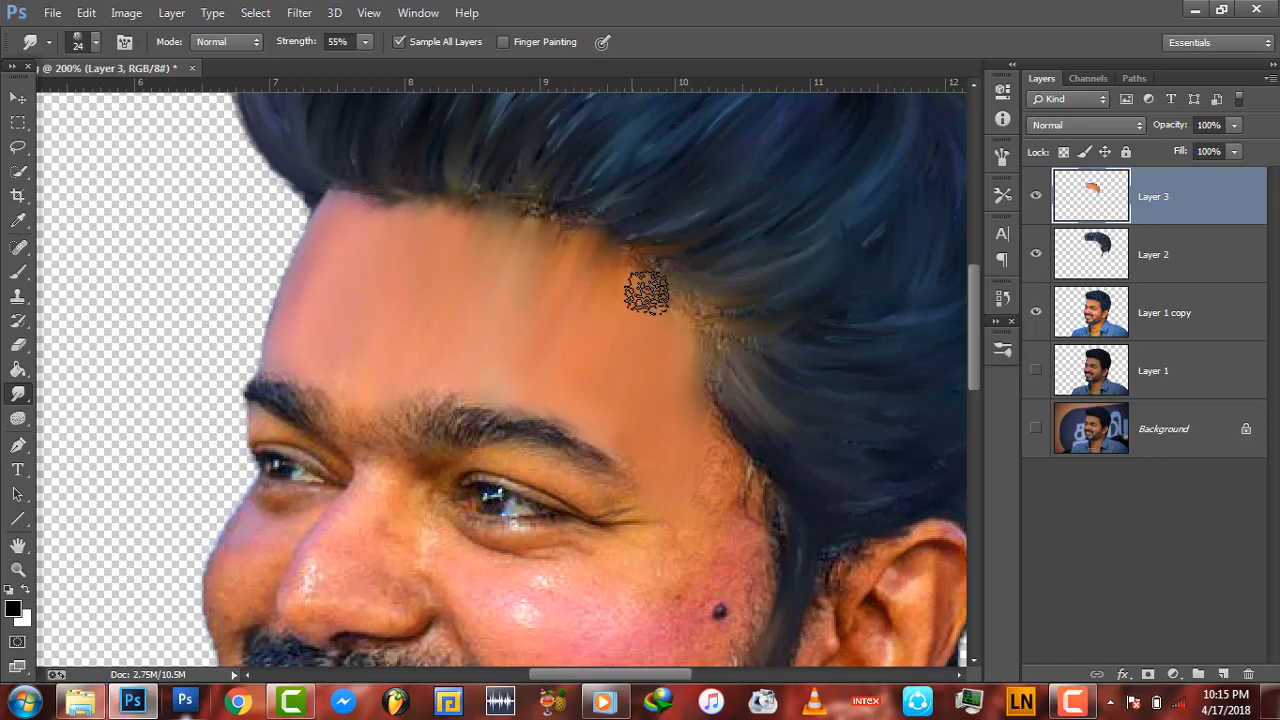 Ps File Edit Image Layer Type Select Filter 3D View Window Help
24 Mode: Normal Strength: 55% Sample All Layers Finger Painting Essentials
@ 200% (Layer 3, RGB/8#) * ×
6 7 8 9 10 11 12
Layers Channels Paths
Kind
Normal Opacity: 100%
Lock: Fill: 100%
Layer 3
Layer 2
Layer 1 copy
Layer 1
Background
Doc: 2.75M/10.5M
Ps Ps INTEX LN 10:15 PM
4/17/2018